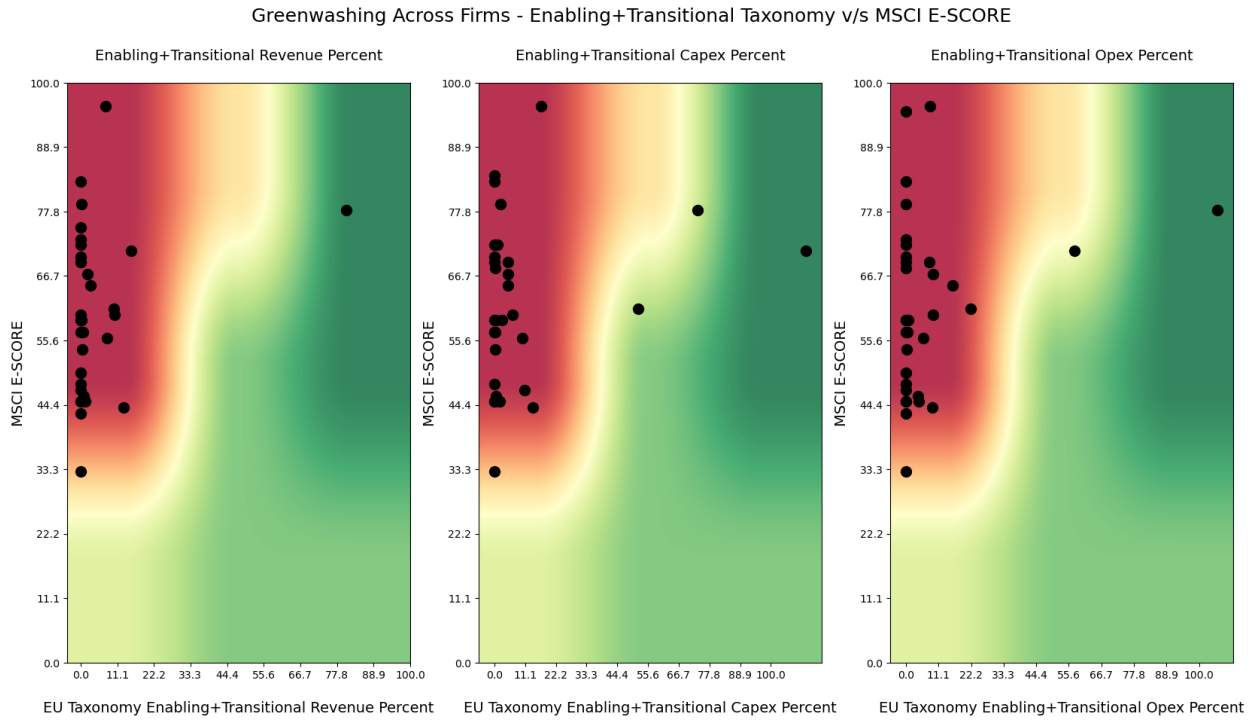 Greenwashing Across Firms - Enabling+Transitional Taxonomy v/s MSCI E-SCORE
Enabling+Transitional Revenue Percent
100.0
88.9
77.8
66.7
55.6
44.4
33.3
22.2
11.1
0.0
MSCI E-SCORE
0.0 11.1 22.2 33.3 44.4 55.6 66.7 77.8 88.9 100.0
EU Taxonomy Enabling+Transitional Revenue Percent
Enabling+Transitional Capex Percent
100.0
88.9
77.8
66.7
55.6
44.4
33.3
22.2
11.1
0.0
MSCI E-SCORE
0.0 11.1 22.2 33.3 44.4 55.6 66.7 77.8 88.9 100.0
EU Taxonomy Enabling+Transitional Capex Percent
Enabling+Transitional Opex Percent
100.0
88.9
77.8
66.7
55.6
44.4
33.3
22.2
11.1
0.0
MSCI E-SCORE
0.0 11.1 22.2 33.3 44.4 55.6 66.7 77.8 88.9 100.0
EU Taxonomy Enabling+Transitional Opex Percent